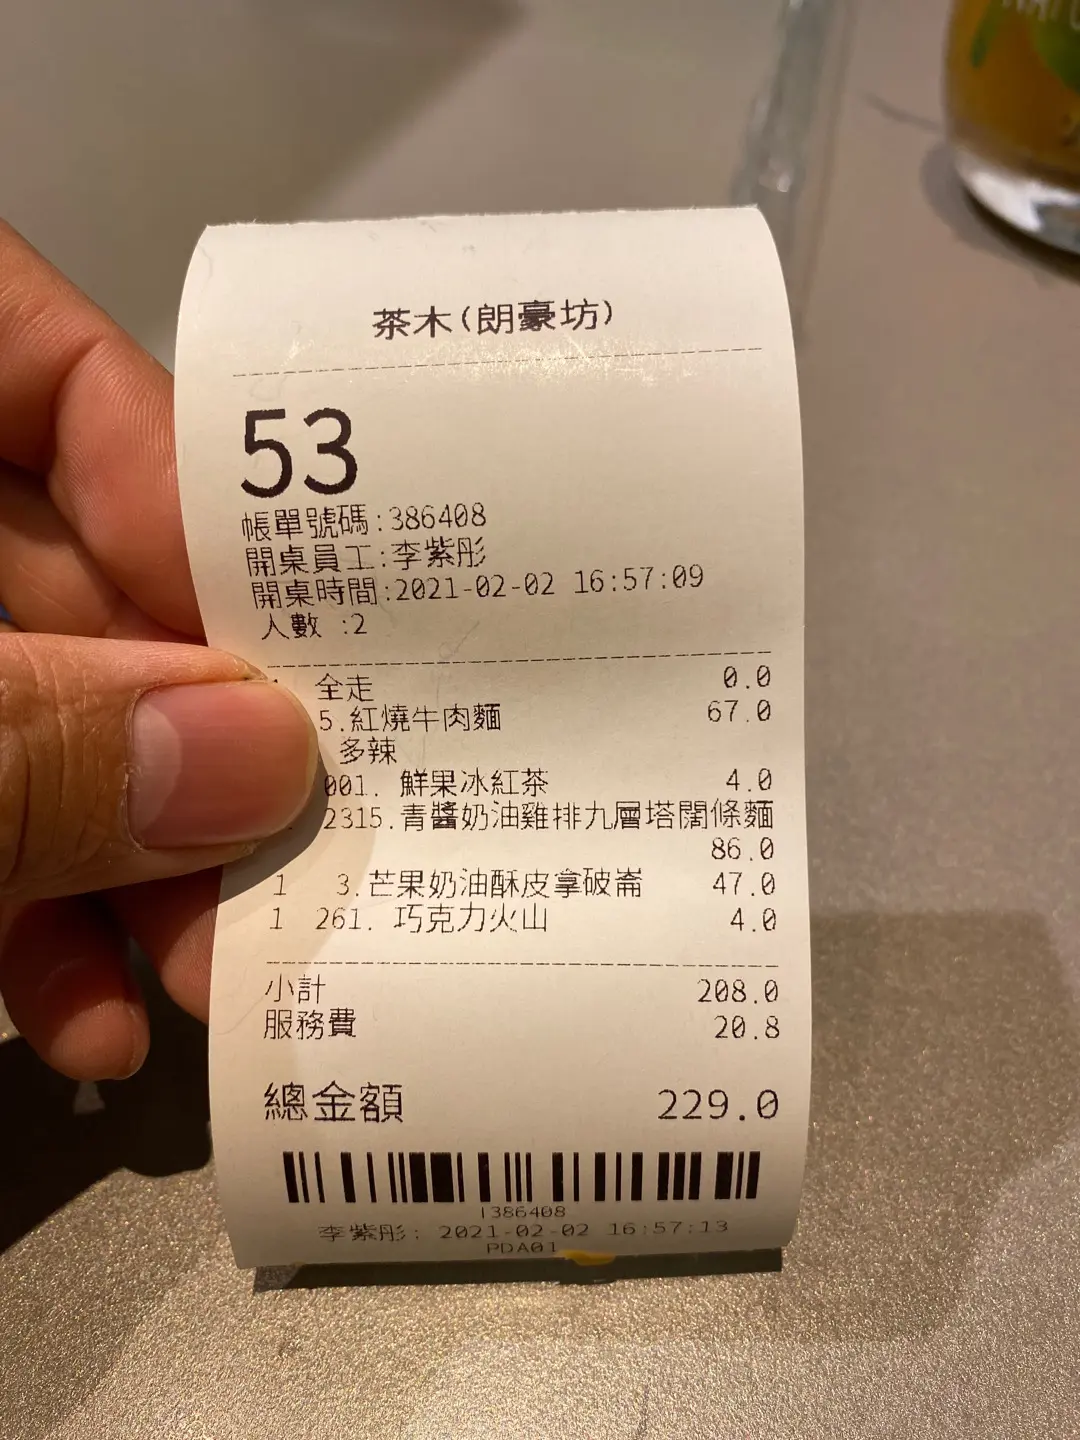 茶木(朗豪坊)
53
帳單號碼:386408
開桌員工:李紫彤
開桌時間:2021-02-02 16:57:09
人數 :2
全走 0.0
5.紅燒牛肉麵 67.0
多辣
001. 鮮果冰紅茶 4.0
2315.青醬奶油雞排九層塔闊條麵
86.0
1 3.芒果奶油酥皮拿破崙 47.0
1 261. 巧克力火山 4.0
小計 208.0
服務費 20.8
總金額 229.0
1386408
李紫彤: 2021-02-02 16:57:13
PDA01